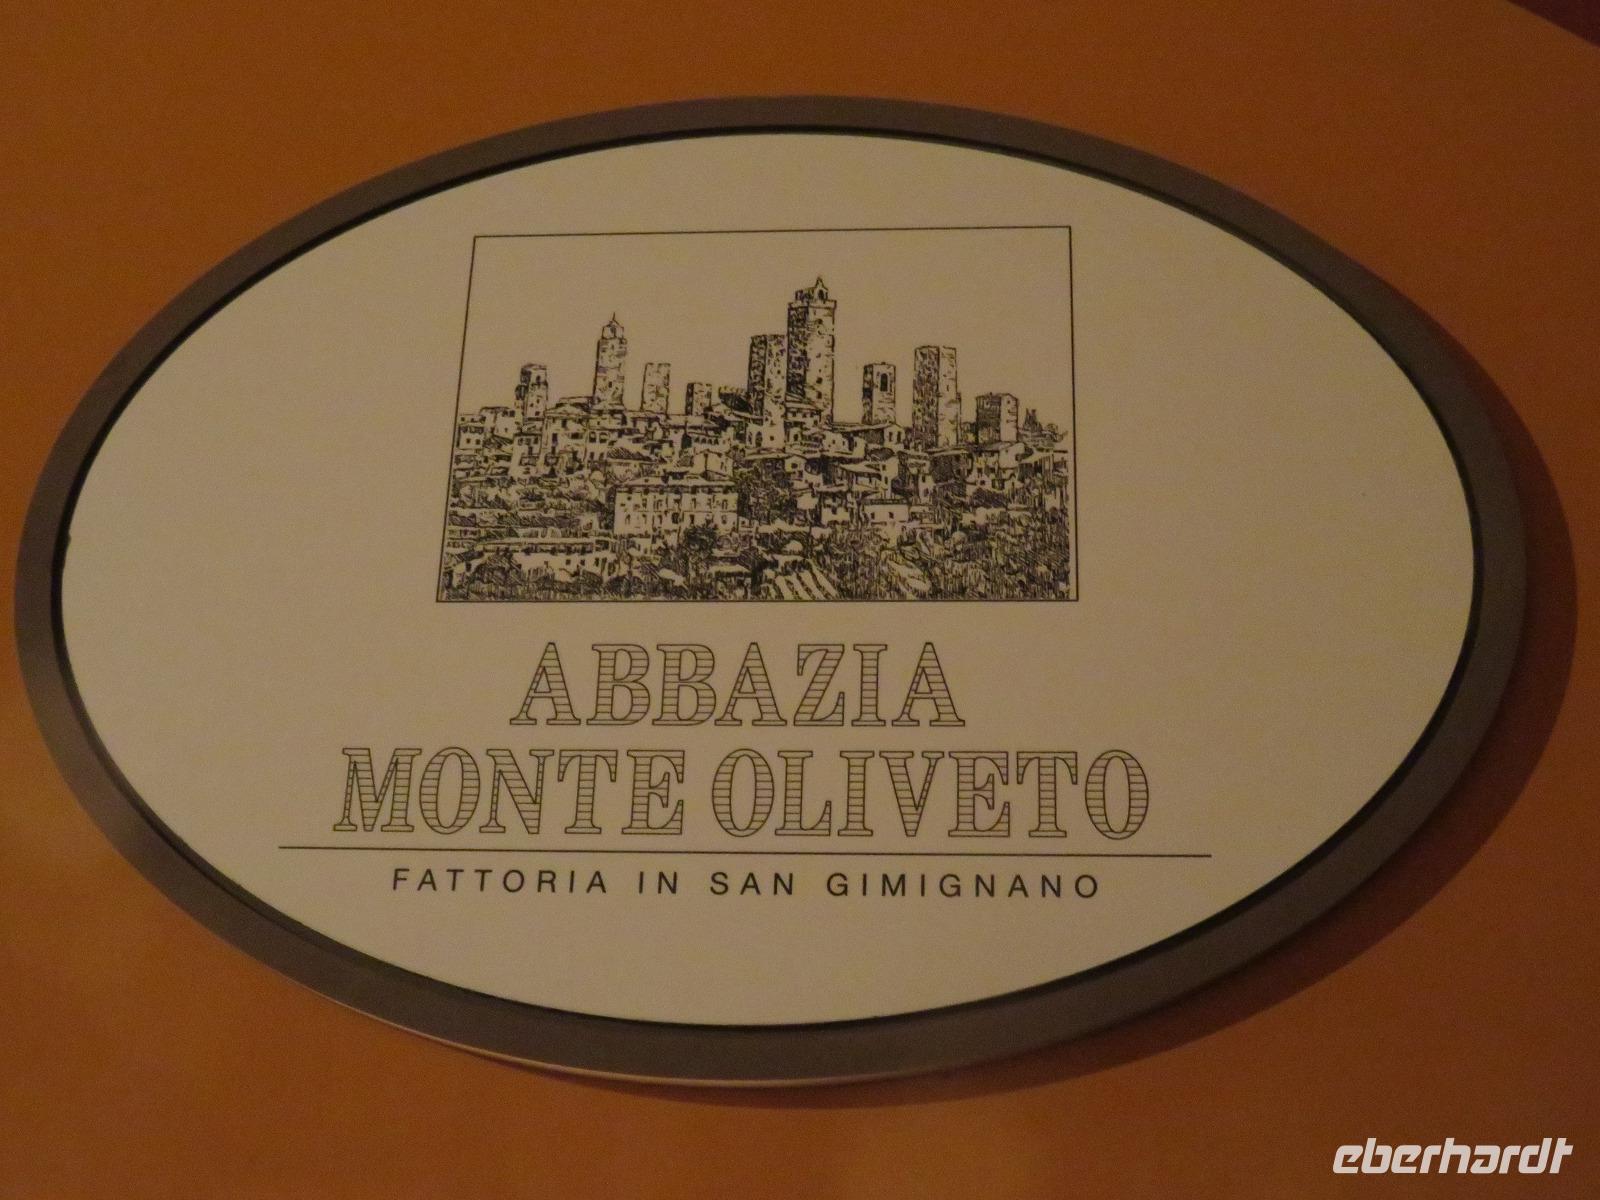 ABBAZIA
MONTE OLIVETO
FATTORIA IN SAN GIMIGNANO
eberhardt